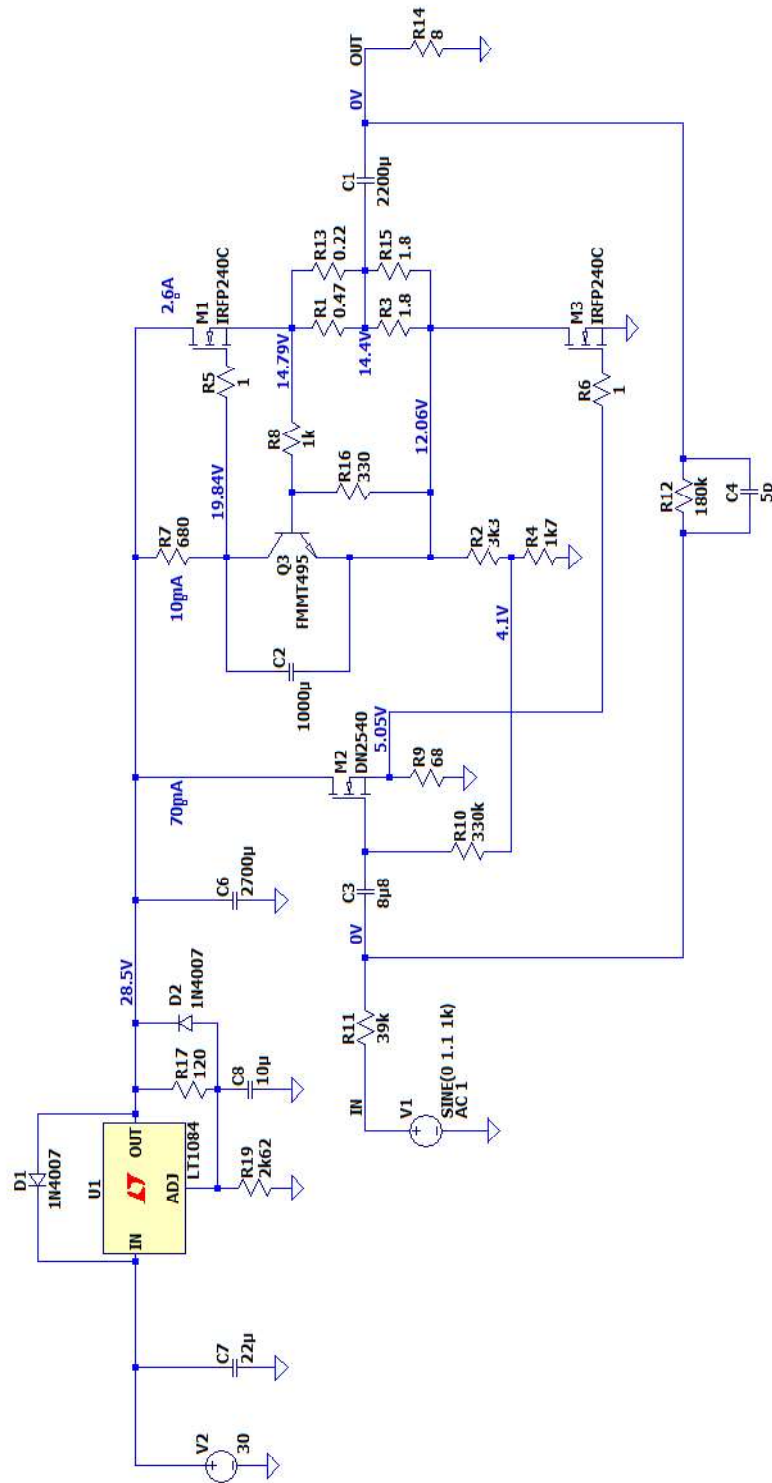 V2
30
C7
22µ
D1
1N4007
U1
IN
OUT
ADJ
LT1084
R19
2k62
R17
120
C8
10µ
D2
1N4007
28.5V
C6
2700µ
IN
V1
SINE(0 1.1 1k)
AC 1
R11
39k
0V
C3
8µ8
R10
330k
70mA
M2
DN2540
5.05V
R9
68
4.1V
C2
1000µ
10mA
R7
680
19.84V
Q3
FMMT495
R8
1k
R16
330
12.06V
R2
3k3
R4
1k7
2.6A
M1
IRFP240C
R5
1
14.79V
R1
0.47
R13
0.22
14.4V
R3
1.8
R15
1.8
M3
IRFP240C
R6
1
C1
2200µ
0V
OUT
R14
8
R12
180k
C4
5p